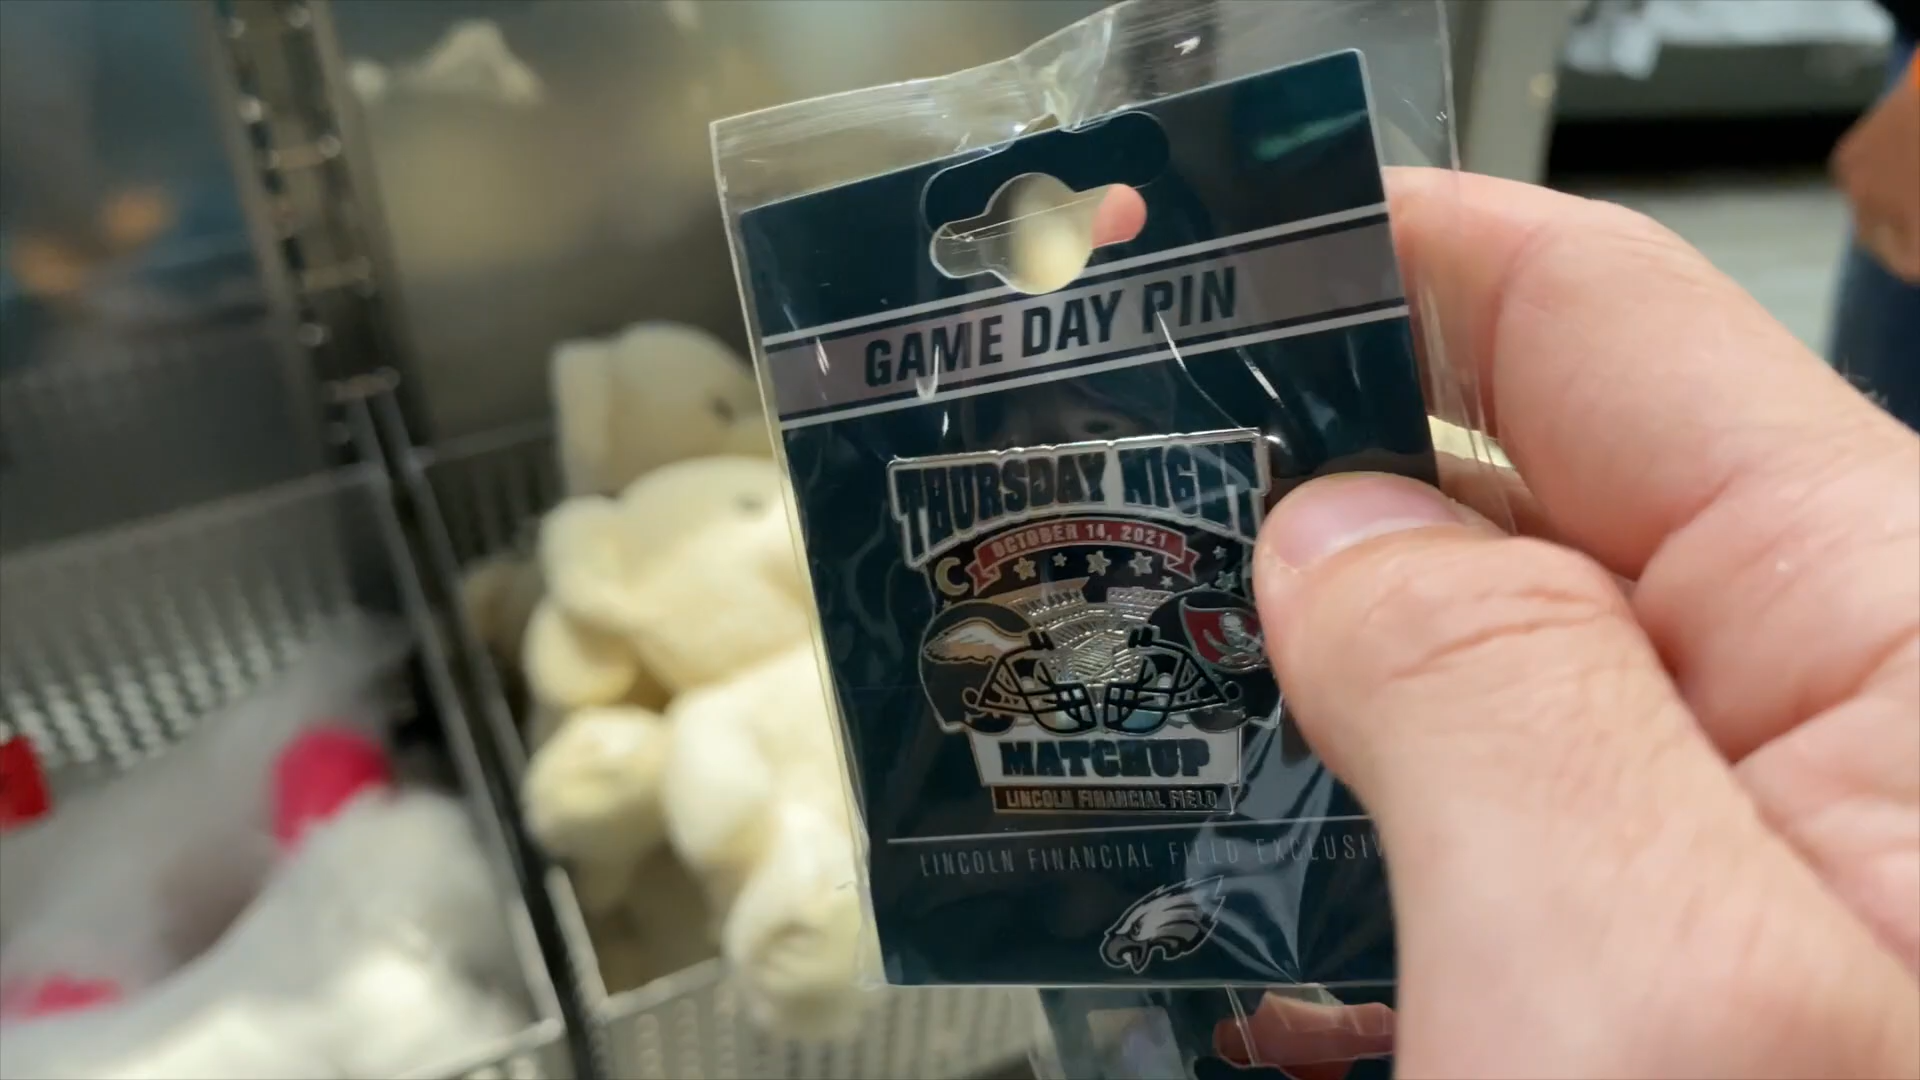 GAME DAY PIN
THURSDAY NIGHT
OCTOBER 14, 2021
MATCHUP
LINCOLN FINANCIAL FIELD
LINCOLN FINANCIAL FIELD EXCLUSIV